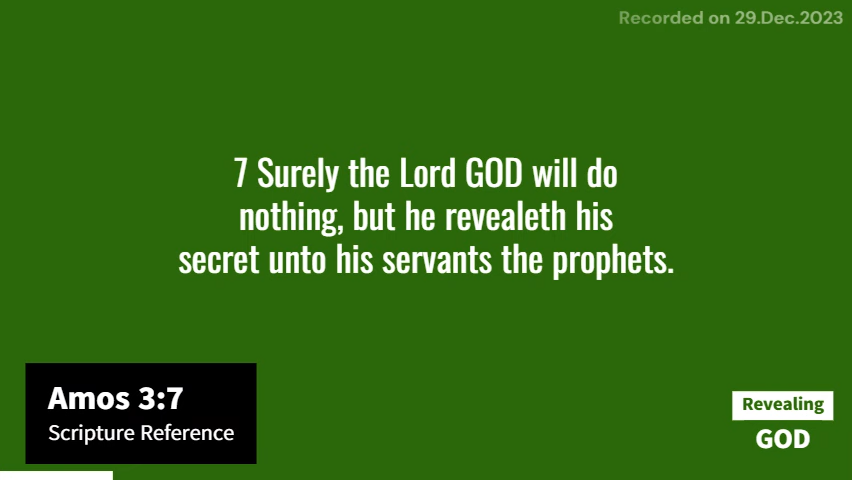 Recorded on 29.Dec.2023
7 Surely the Lord GOD will do
nothing, but he revealeth his
secret unto his servants the prophets.
Amos 3:7
Scripture Reference
Revealing
GOD